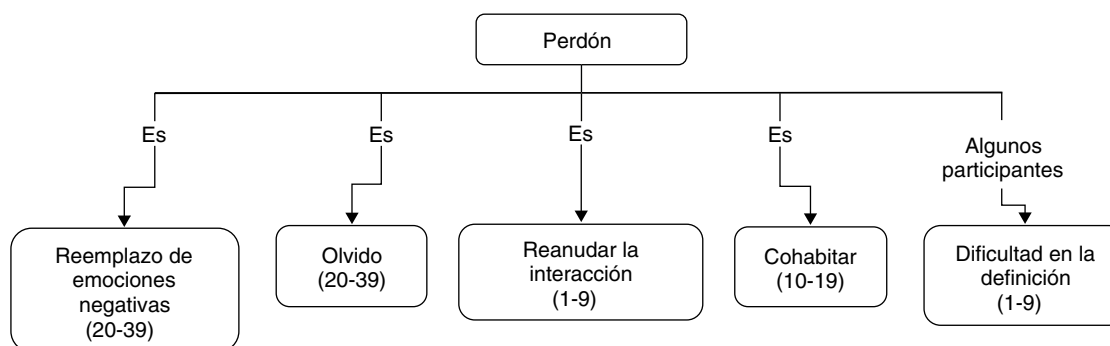 Perdón
Es
Es
Es
Es
Algunos
participantes
Reemplazo de
emociones
negativas
(20-39)
Olvido
(20-39)
Reanudar la
interacción
(1-9)
Cohabitar
(10-19)
Dificultad en la
definición
(1-9)